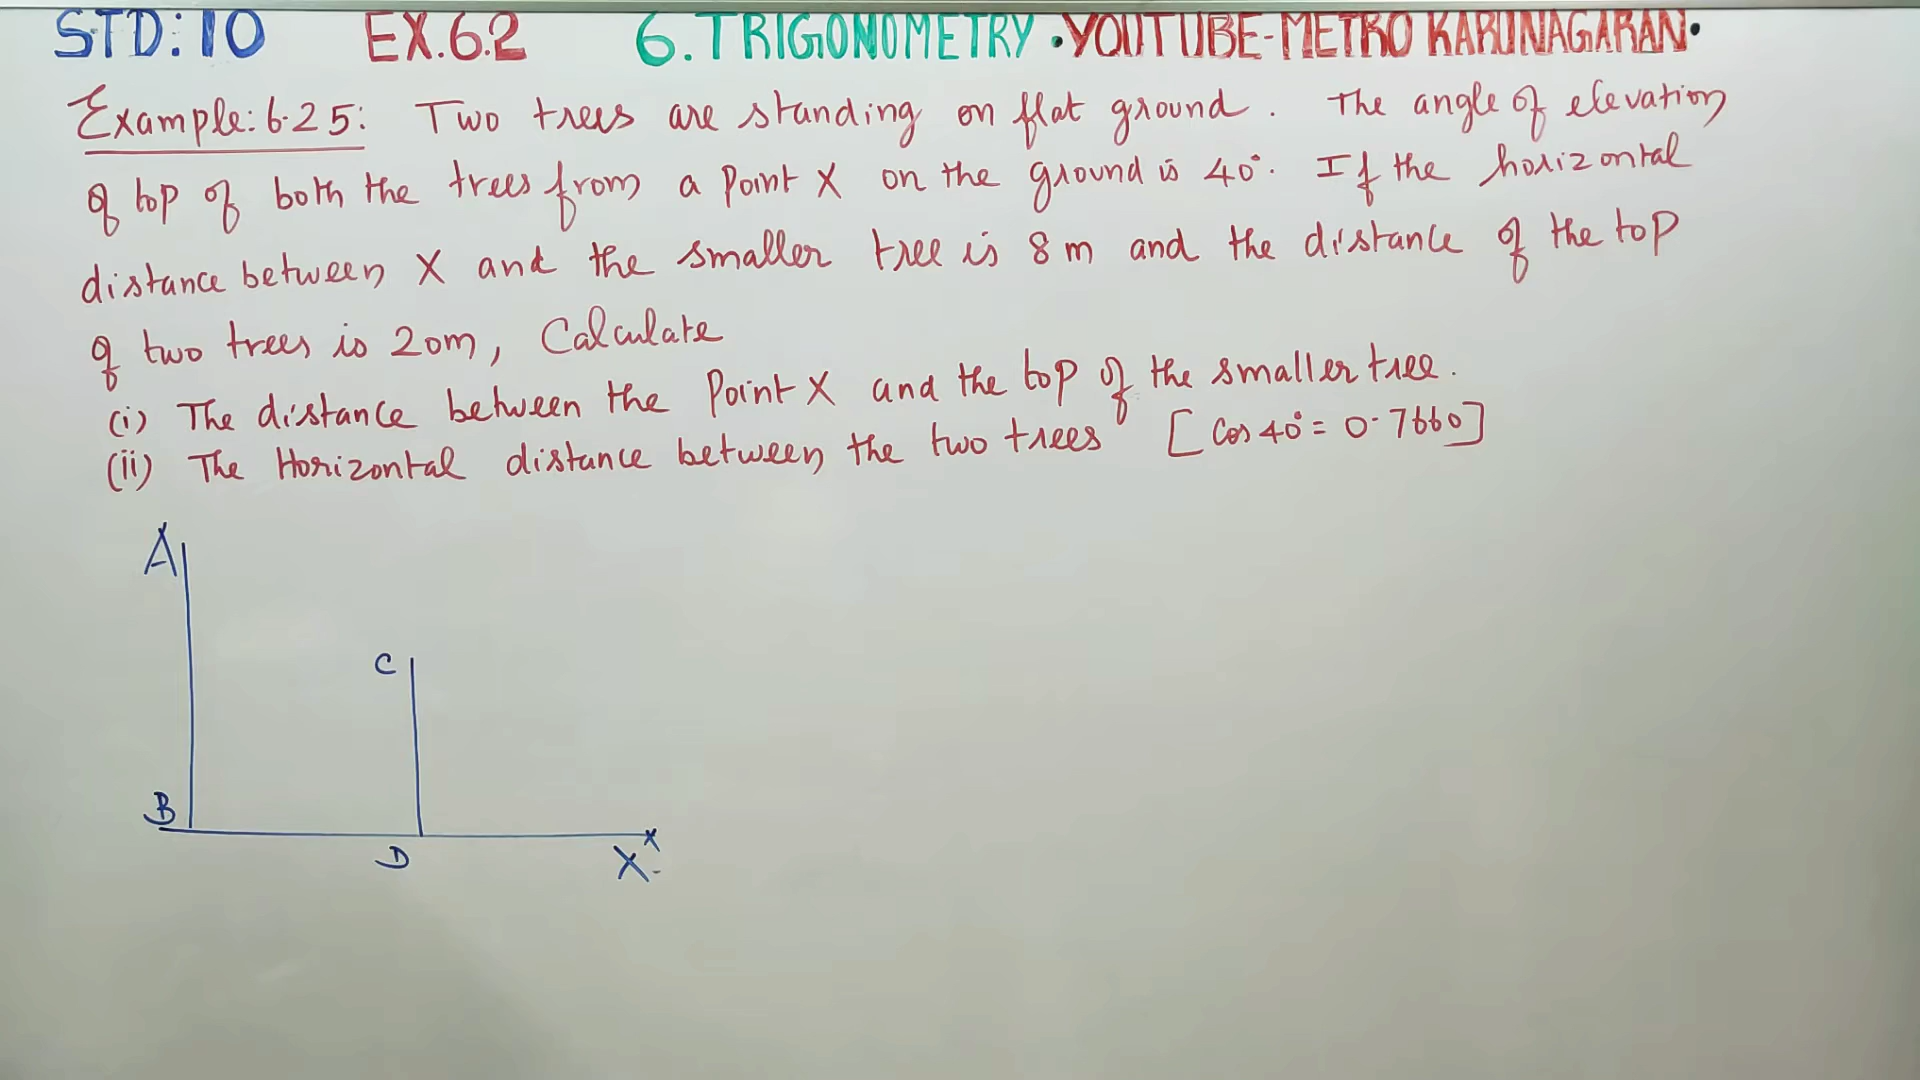 STD: 10 EX.6.2 6. TRIGONOMETRY • YOUTUBE-METRO KARUNAGARAN •
Example: 6.25: Two trees are standing on flat ground. The angle of elevation
of top of both the trees from a point X on the ground is 40°. If the horizontal
distance between X and the smaller tree is 8 m and the distance of the top
of two trees is 20m, Calculate
(i) The distance between the Point X and the top of the smaller tree.
(ii) The Horizontal distance between the two trees [Cos 40° = 0.7660]
A
C
B
D
X